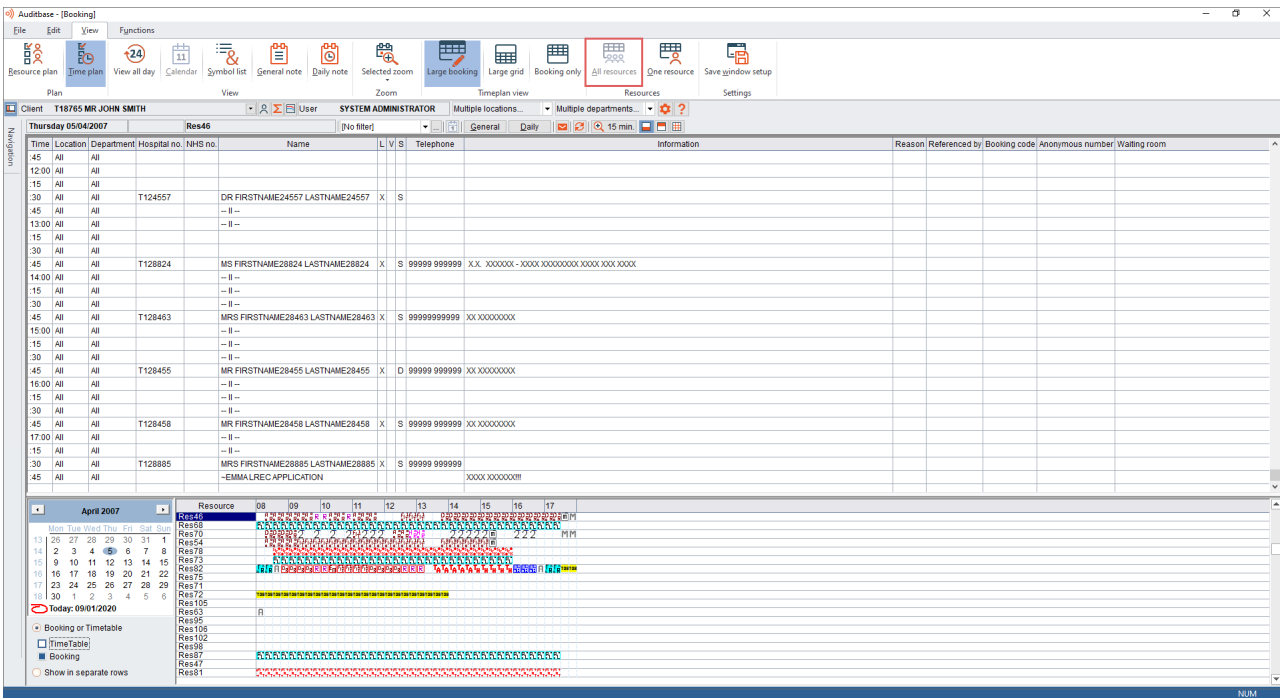 Auditbase - [Booking]
File Edit View Functions
Resource plan Time plan View all day Calendar Symbol list General note Daily note Selected zoom Large booking Large grid Booking only All resources One resource Save window setup
Plan View Zoom Timeplan view Resources Settings
Client T18765 MR JOHN SMITH User SYSTEM ADMINISTRATOR Multiple locations... Multiple departments...
Navigation
Thursday 05/04/2007 Res46 [No filter] ... General Daily 15 min.
Time Location Department Hospital no. NHS no. Name L V S Telephone Information Reason Referenced by Booking code Anonymous number Waiting room
:45 All All
12:00 All All
:15 All All
:30 All All T124557 DR FIRSTNAME24557 LASTNAME24557 X S
:45 All All -- II --
13:00 All All -- II --
:15 All All
:30 All All
:45 All All T128824 MS FIRSTNAME28824 LASTNAME28824 X S 99999 999999 X.X. XXXXXX - XXXX XXXXXXXX XXXX XXX XXXX
14:00 All All -- II --
:15 All All -- II --
:30 All All -- II --
:45 All All T128463 MRS FIRSTNAME28463 LASTNAME28463 X S 99999999999 XX XXXXXXXX
15:00 All All -- II --
:15 All All -- II --
:30 All All -- II --
:45 All All T128455 MR FIRSTNAME28455 LASTNAME28455 X D 99999 999999 XX XXXXXXXX
16:00 All All -- II --
:15 All All -- II --
:30 All All -- II --
:45 All All T128458 MR FIRSTNAME28458 LASTNAME28458 X S 99999 999999 XX XXXXXXXX
17:00 All All -- II --
:15 All All -- II --
:30 All All T128885 MRS FIRSTNAME28885 LASTNAME28885 X S 99999 999999
:45 All All ~EMMA LREC APPLICATION XXXX XXXXXX!!!
April 2007
Mon Tue Wed Thu Fri Sat Sun
13 26 27 28 29 30 31 1
14 2 3 4 5 6 7 8
15 9 10 11 12 13 14 15
16 16 17 18 19 20 21 22
17 23 24 25 26 27 28 29
18 30 1 2 3 4 5 6
Today: 09/01/2020
Booking or Timetable
TimeTable
Booking
Show in separate rows
Resource 08 09 10 11 12 13 14 15 16 17
Res46
Res68
Res70
Res54
Res78
Res73
Res82
Res75
Res71
Res72
Res105
Res63 A
Res95
Res106
Res102
Res98
Res87
Res47
Res81
NUM